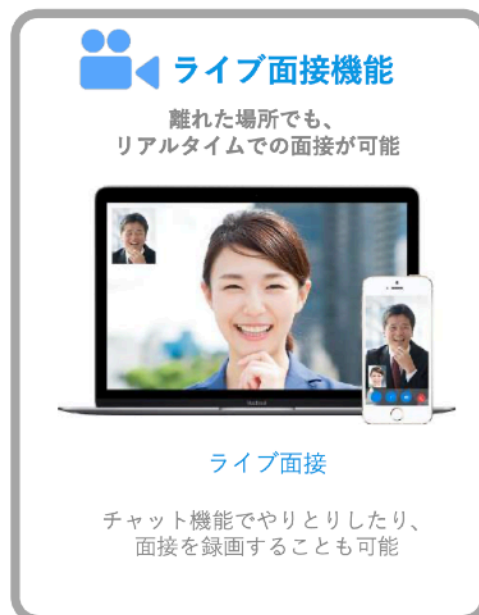 ライブ面接機能
離れた場所でも、
リアルタイムでの面接が可能
MacBook
ライブ面接
チャット機能でやりとりしたり、
面接を録画することも可能